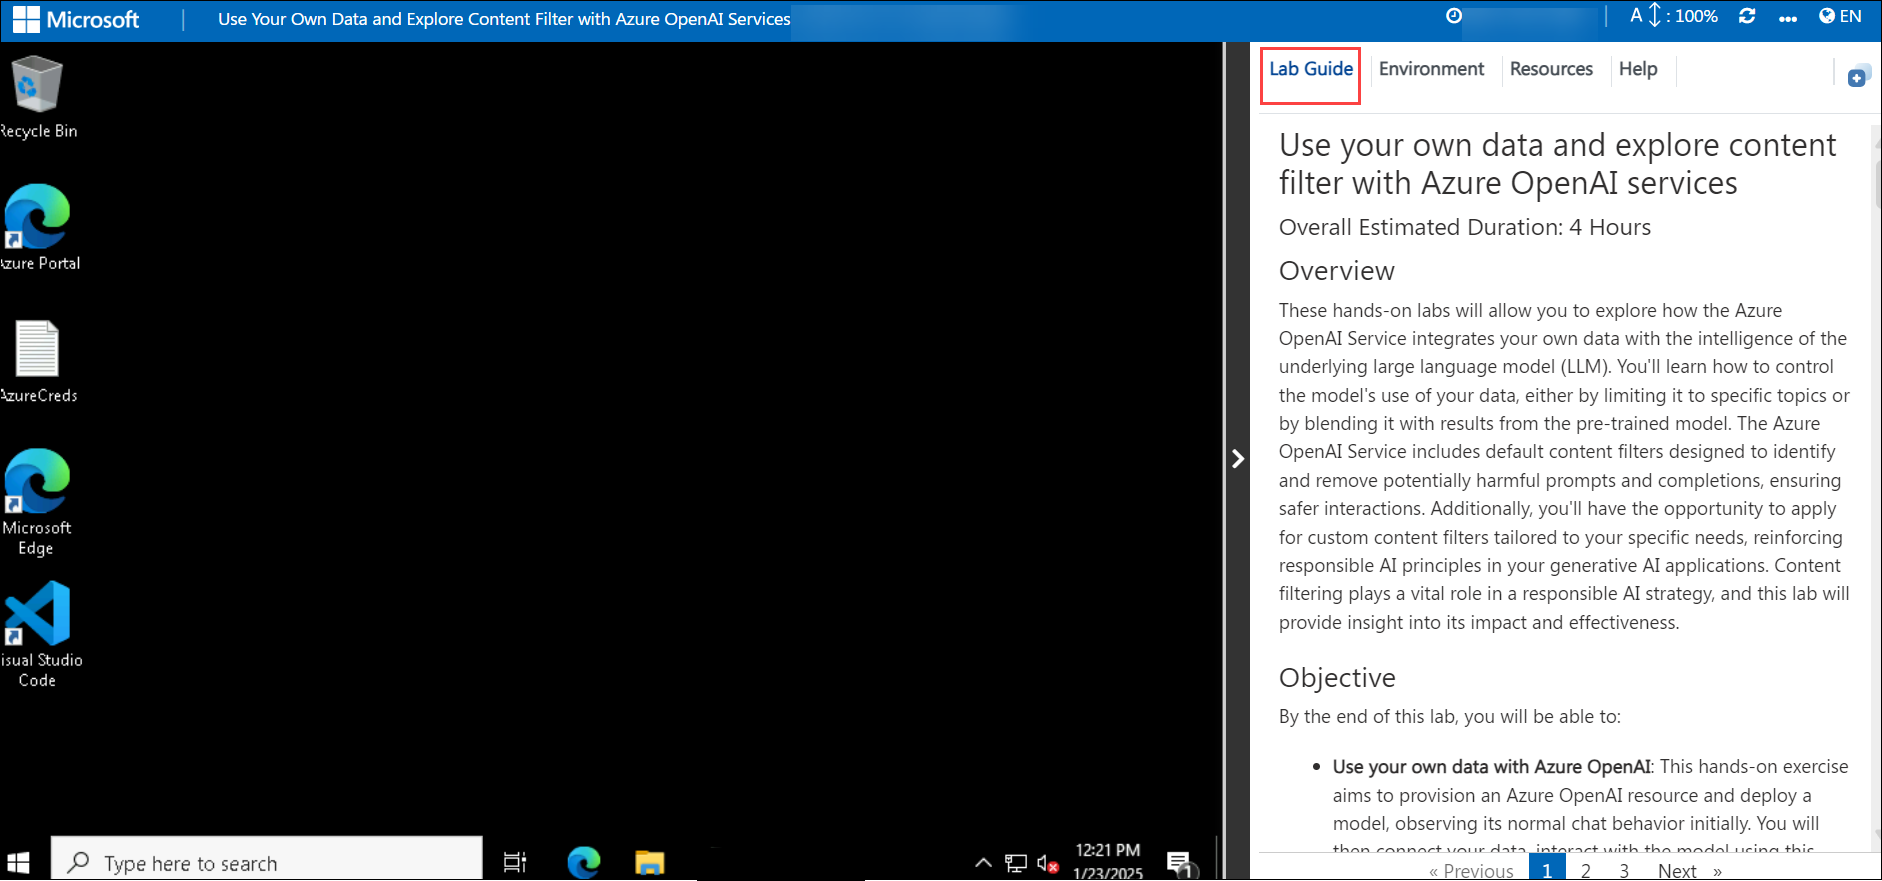 Microsoft
Use Your Own Data and Explore Content Filter with Azure OpenAI Services
A : 100%
EN
Recycle Bin
Azure Portal
AzureCreds
Microsoft
Edge
isual Studio
Code
Lab Guide
Environment
Resources
Help
Use your own data and explore content
filter with Azure OpenAI services
Overall Estimated Duration: 4 Hours
Overview
These hands-on labs will allow you to explore how the Azure
OpenAI Service integrates your own data with the intelligence of the
underlying large language model (LLM). You'll learn how to control
the model's use of your data, either by limiting it to specific topics or
by blending it with results from the pre-trained model. The Azure
OpenAI Service includes default content filters designed to identify
and remove potentially harmful prompts and completions, ensuring
safer interactions. Additionally, you'll have the opportunity to apply
for custom content filters tailored to your specific needs, reinforcing
responsible AI principles in your generative AI applications. Content
filtering plays a vital role in a responsible AI strategy, and this lab will
provide insight into its impact and effectiveness.
Objective
By the end of this lab, you will be able to:
• Use your own data with Azure OpenAI: This hands-on exercise
aims to provision an Azure OpenAI resource and deploy a
model, observing its normal chat behavior initially. You will
then connect your data, interact with the model using this
« Previous
1
2
3
Next »
Type here to search
12:21 PM
1/23/2025
1